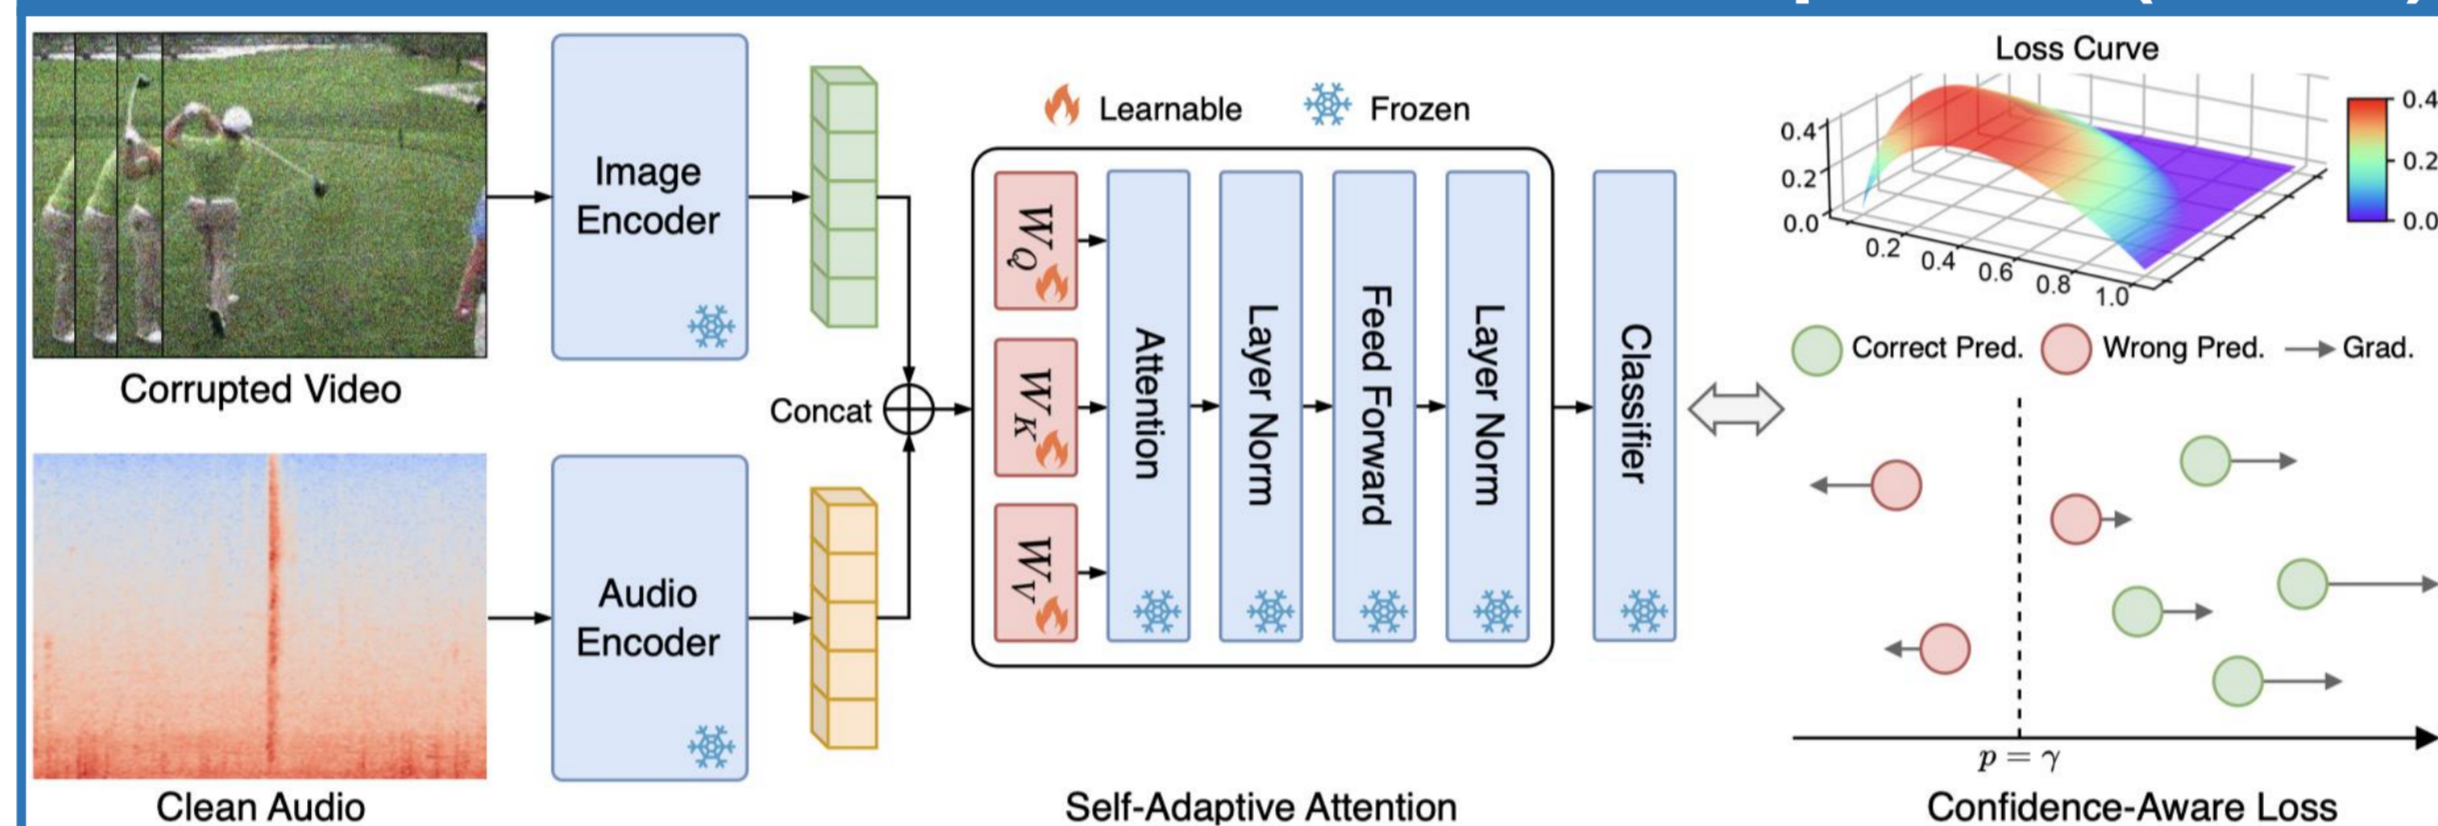 Corrupted Video
Clean Audio
Image
Encoder
Audio
Encoder
Concat
Learnable
Frozen
W_Q
W_K
W_V
Attention
Layer Norm
Feed Forward
Layer Norm
Classifier
Self-Adaptive Attention
Loss Curve
0.4
0.2
0.0
0.2
0.4
0.6
0.8
1.0
0.4
0.2
0.0
Correct Pred.
Wrong Pred.
Grad.
p = γ
Confidence-Aware Loss